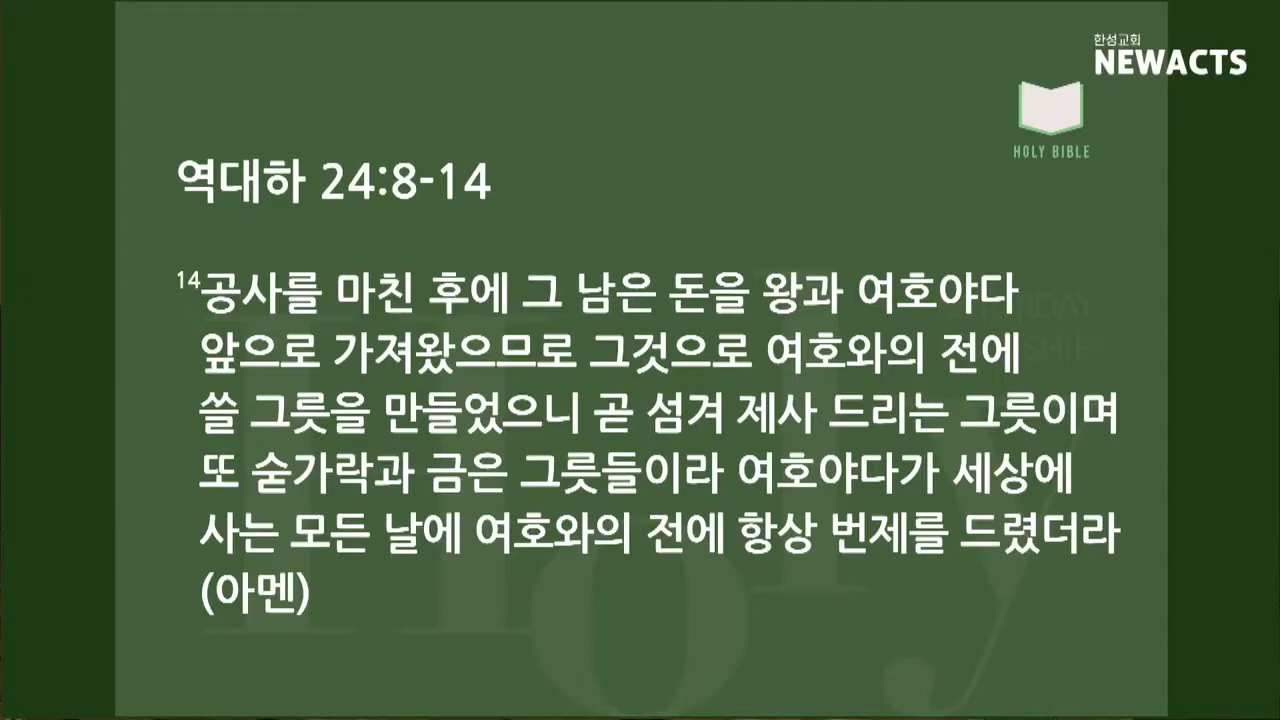 한성교회
NEWACTS
HOLY BIBLE
역대하 24:8-14
14공사를 마친 후에 그 남은 돈을 왕과 여호야다
앞으로 가져왔으므로 그것으로 여호와의 전에
쓸 그릇을 만들었으니 곧 섬겨 제사 드리는 그릇이며
또 숟가락과 금은 그릇들이라 여호야다가 세상에
사는 모든 날에 여호와의 전에 항상 번제를 드렸더라
(아멘)
Holy